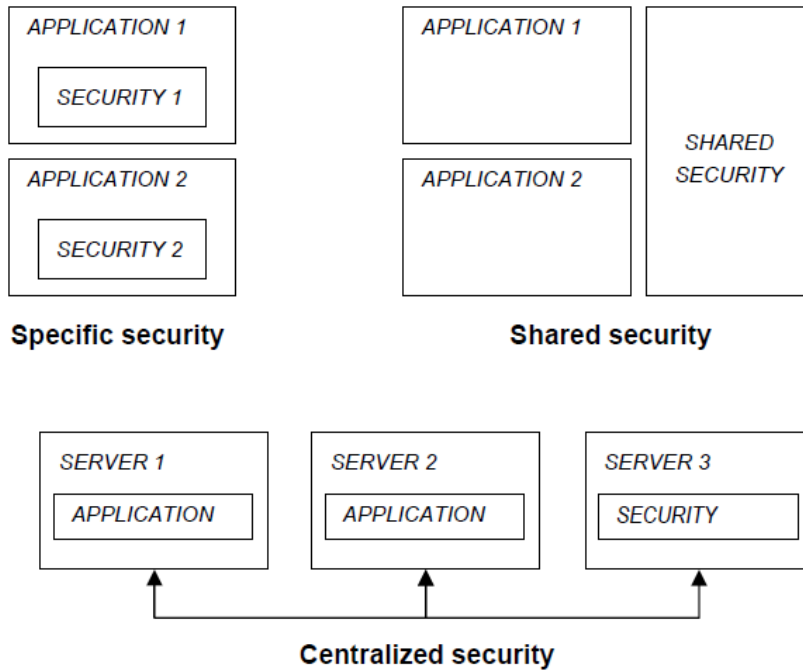 APPLICATION 1
SECURITY 1
APPLICATION 2
SECURITY 2
Specific security
APPLICATION 1
APPLICATION 2
SHARED
SECURITY
Shared security
SERVER 1
APPLICATION
SERVER 2
APPLICATION
SERVER 3
SECURITY
Centralized security